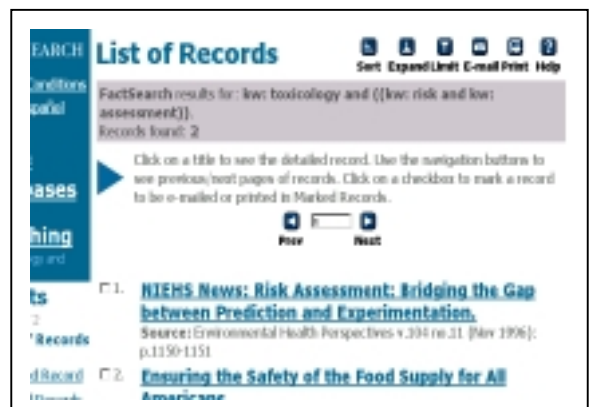 EARCH
List of Records
Sort Expand Limit E-mail Print Help
Conditions
FactSearch results for: kw: toxicology and ((kw: risk and kw:
assessment)).
Records found: 2
Click on a title to see the detailed record. Use the navigation buttons to
see previous/next pages of records. Click on a checkbox to mark a record
to be e-mailed or printed in Marked Records.
Prev Next
ases
hing
ts
Records
d Record
1. NIEHS News: Risk Assessment: Bridging the Gap
between Prediction and Experimentation.
Source: Environmental Health Perspectives v.104 no.11 (Nov 1996):
p.1150-1151
2. Ensuring the Safety of the Food Supply for All
Americans